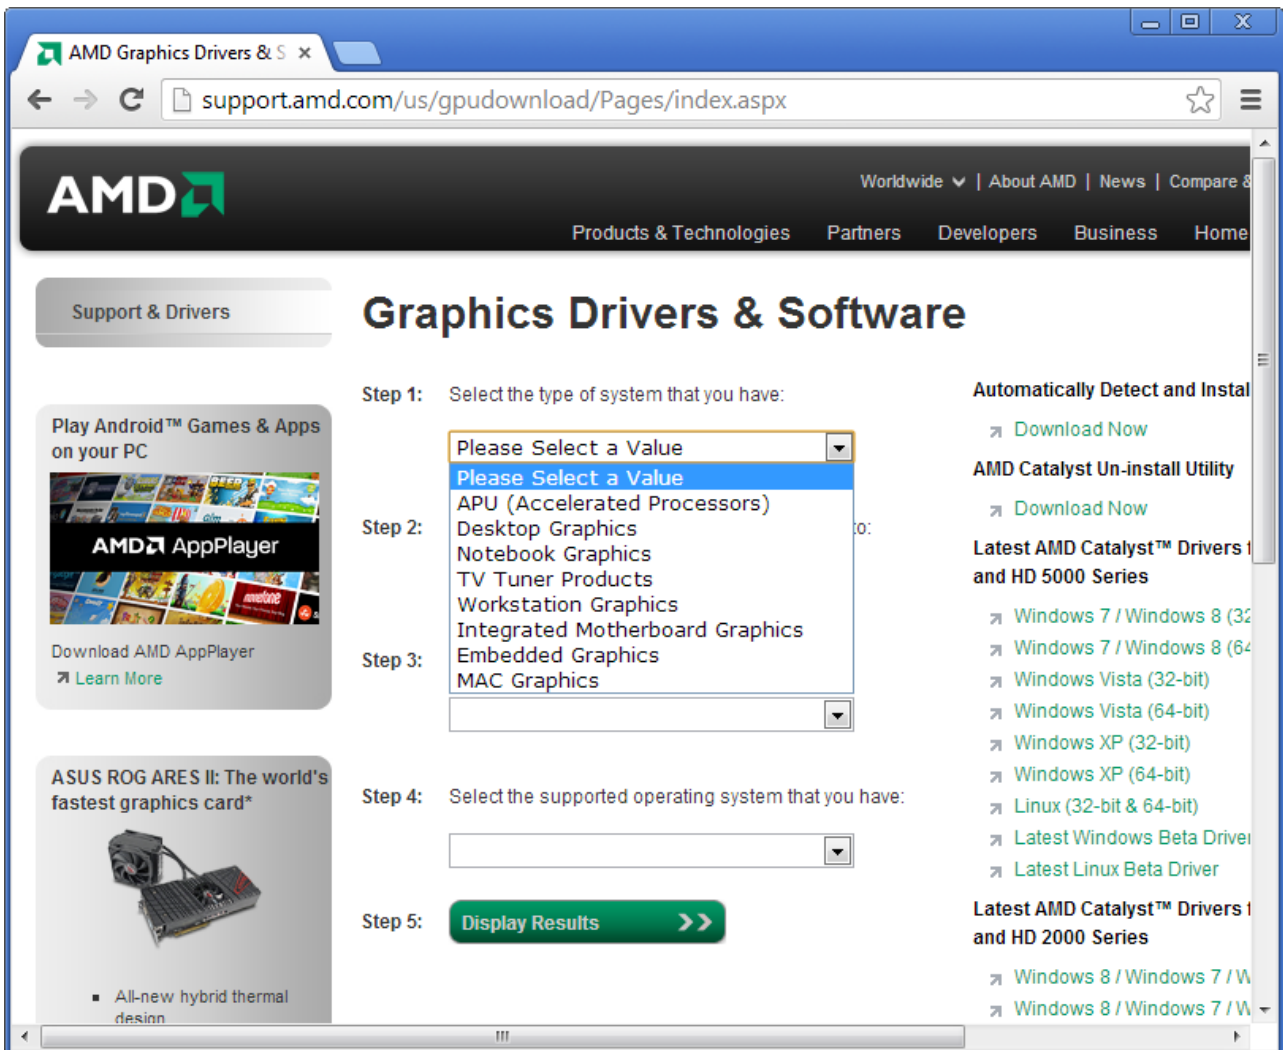 AMD Graphics Drivers & S
support.amd.com/us/gpudownload/Pages/index.aspx
AMD
Worldwide | About AMD | News | Compare &
Products & Technologies Partners Developers Business Home
Support & Drivers
Play Android™ Games & Apps
on your PC
AMD AppPlayer
Download AMD AppPlayer
Learn More
ASUS ROG ARES II: The world's
fastest graphics card*
All-new hybrid thermal
design
Graphics Drivers & Software
Step 1: Select the type of system that you have:
Please Select a Value
Please Select a Value
APU (Accelerated Processors)
Desktop Graphics
Notebook Graphics
TV Tuner Products
Workstation Graphics
Integrated Motherboard Graphics
Embedded Graphics
MAC Graphics
Step 2: to:
Step 3:
Step 4: Select the supported operating system that you have:
Step 5: Display Results
Automatically Detect and Instal
Download Now
AMD Catalyst Un-install Utility
Download Now
Latest AMD Catalyst™ Drivers f
and HD 5000 Series
Windows 7 / Windows 8 (32
Windows 7 / Windows 8 (64
Windows Vista (32-bit)
Windows Vista (64-bit)
Windows XP (32-bit)
Windows XP (64-bit)
Linux (32-bit & 64-bit)
Latest Windows Beta Driver
Latest Linux Beta Driver
Latest AMD Catalyst™ Drivers f
and HD 2000 Series
Windows 8 / Windows 7 / W
Windows 8 / Windows 7 / W